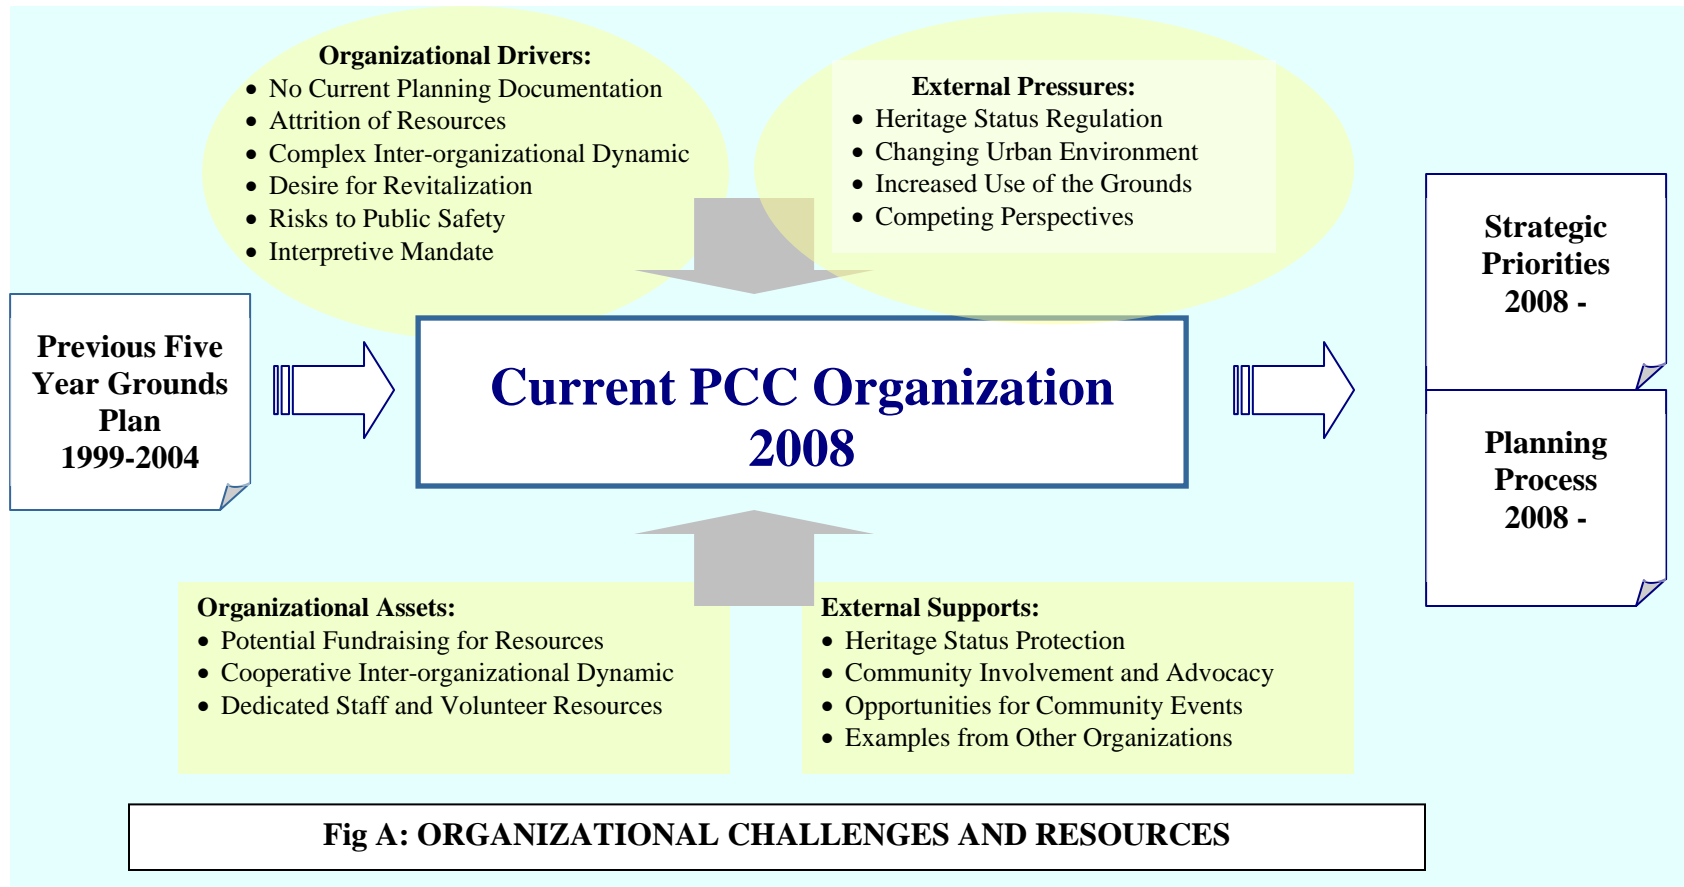 Organizational Drivers:
• No Current Planning Documentation
• Attrition of Resources
• Complex Inter-organizational Dynamic
• Desire for Revitalization
• Risks to Public Safety
• Interpretive Mandate
External Pressures:
• Heritage Status Regulation
• Changing Urban Environment
• Increased Use of the Grounds
• Competing Perspectives
Previous Five
Year Grounds
Plan
1999-2004
Current PCC Organization
2008
Strategic
Priorities
2008 -
Planning
Process
2008 -
Organizational Assets:
• Potential Fundraising for Resources
• Cooperative Inter-organizational Dynamic
• Dedicated Staff and Volunteer Resources
External Supports:
• Heritage Status Protection
• Community Involvement and Advocacy
• Opportunities for Community Events
• Examples from Other Organizations
Fig A: ORGANIZATIONAL CHALLENGES AND RESOURCES